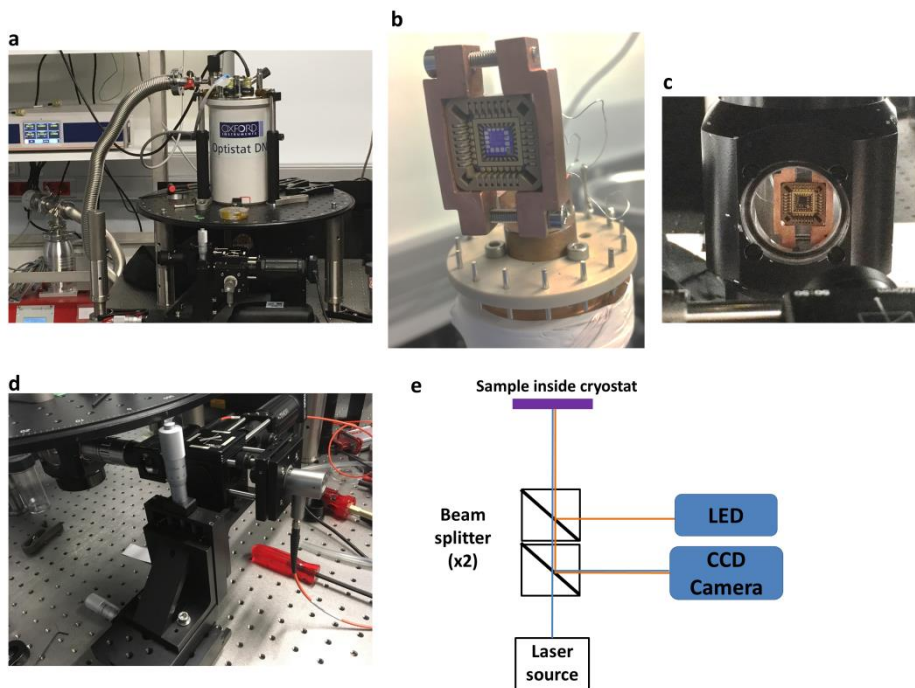 a
b
c
OXFORD
INSTRUMENTS
Optistat DN
d
e
Sample inside cryostat
Beam
splitter
(x2)
LED
CCD
Camera
Laser
source